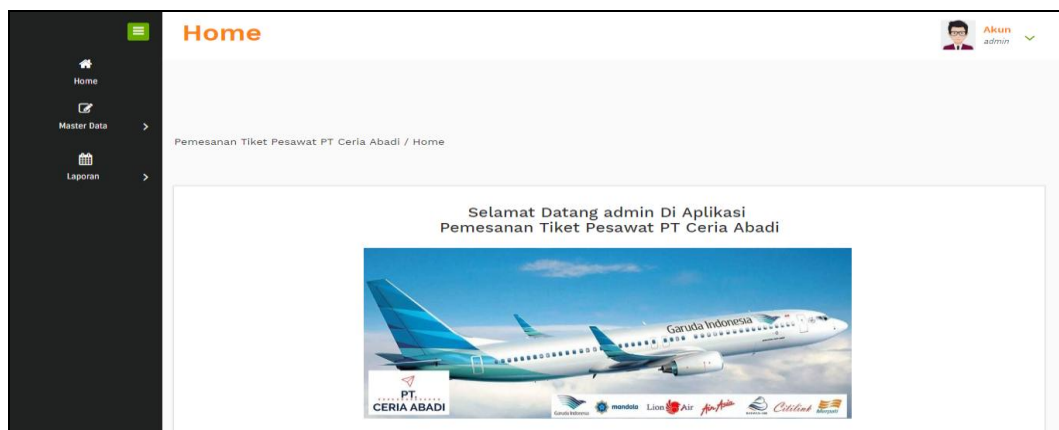 Home
Akun
admin
Home
Master Data
Laporan
Pemesanan Tiket Pesawat PT Ceria Abadi / Home
Selamat Datang admin Di Aplikasi
Pemesanan Tiket Pesawat PT Ceria Abadi
Garuda Indonesia
PT.
CERIA ABADI
Garuda Indonesia
mandala
Lion Air
AirAsia
Citilink
Merpati